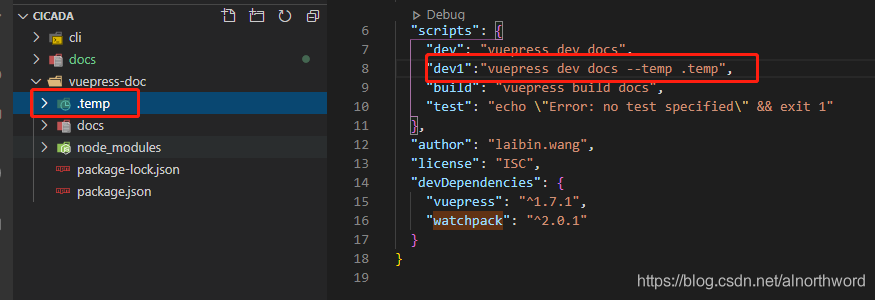 CICADA
cli
docs
vuepress-doc
.temp
docs
node_modules
package-lock.json
package.json
Debug
6 "scripts": {
7 "dev": "vuepress dev docs",
8 "dev1":"vuepress dev docs --temp .temp",
9 "build": "vuepress build docs",
10 "test": "echo \"Error: no test specified\" && exit 1"
11 },
12 "author": "laibin.wang",
13 "license": "ISC",
14 "devDependencies": {
15 "vuepress": "^1.7.1",
16 "watchpack": "^2.0.1"
17 }
18 }
19
https://blog.csdn.net/alnorthword